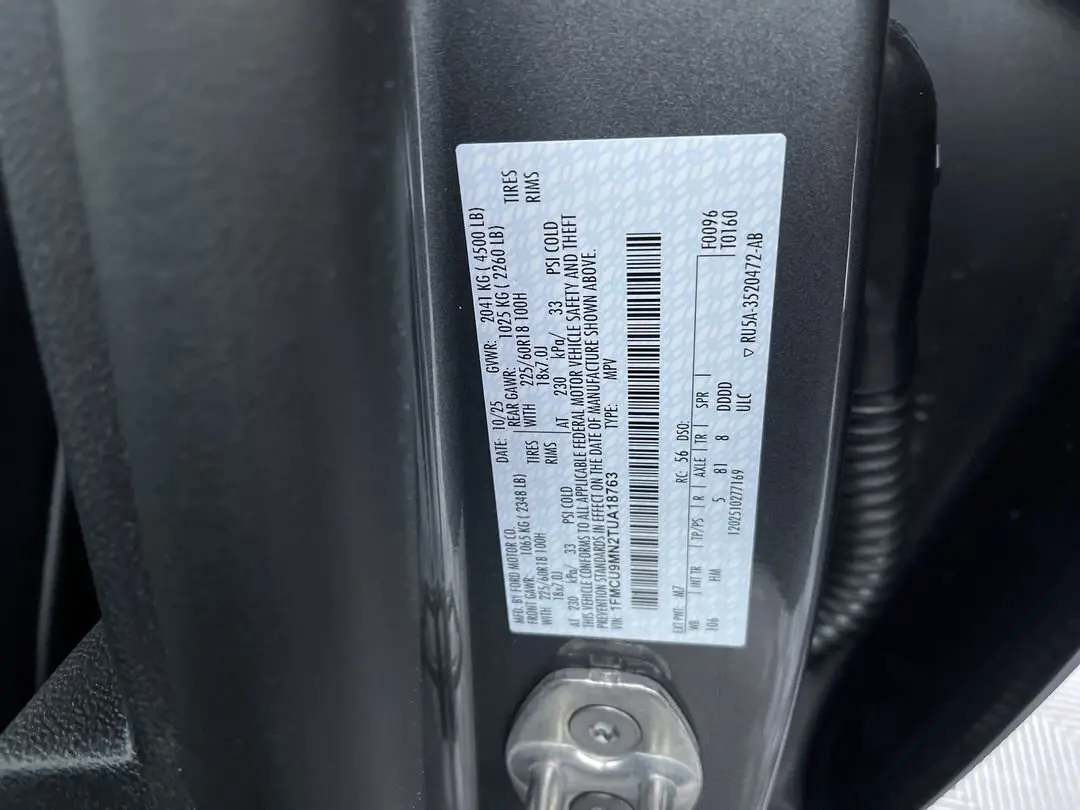 MFD. BY FORD MOTOR CO.
DATE: 10/25 GVWR: 2041 KG ( 4500 LB)
FRONT GAWR: 1065 KG ( 2348 LB) REAR GAWR: 1025 KG ( 2260 LB)
WITH 225/60R18 100H TIRES WITH 225/60R18 100H TIRES
18x7.0J RIMS 18x7.0J RIMS
AT 230 kPa/ 33 PSI COLD AT 230 kPa/ 33 PSI COLD
THIS VEHICLE CONFORMS TO ALL APPLICABLE FEDERAL MOTOR VEHICLE SAFETY AND THEFT
PREVENTION STANDARDS IN EFFECT ON THE DATE OF MANUFACTURE SHOWN ABOVE.
VIN: 1FMCU9MN2TUA18763 TYPE: MPV
EXT PNT: M7 RC: 56 DSO: F0096
WB INT TR TP/PS R AXLE TR SPR T0160
106 HM 5 81 8 DDDD
1202510277169 ULC
▽ RU5A-3520472-AB